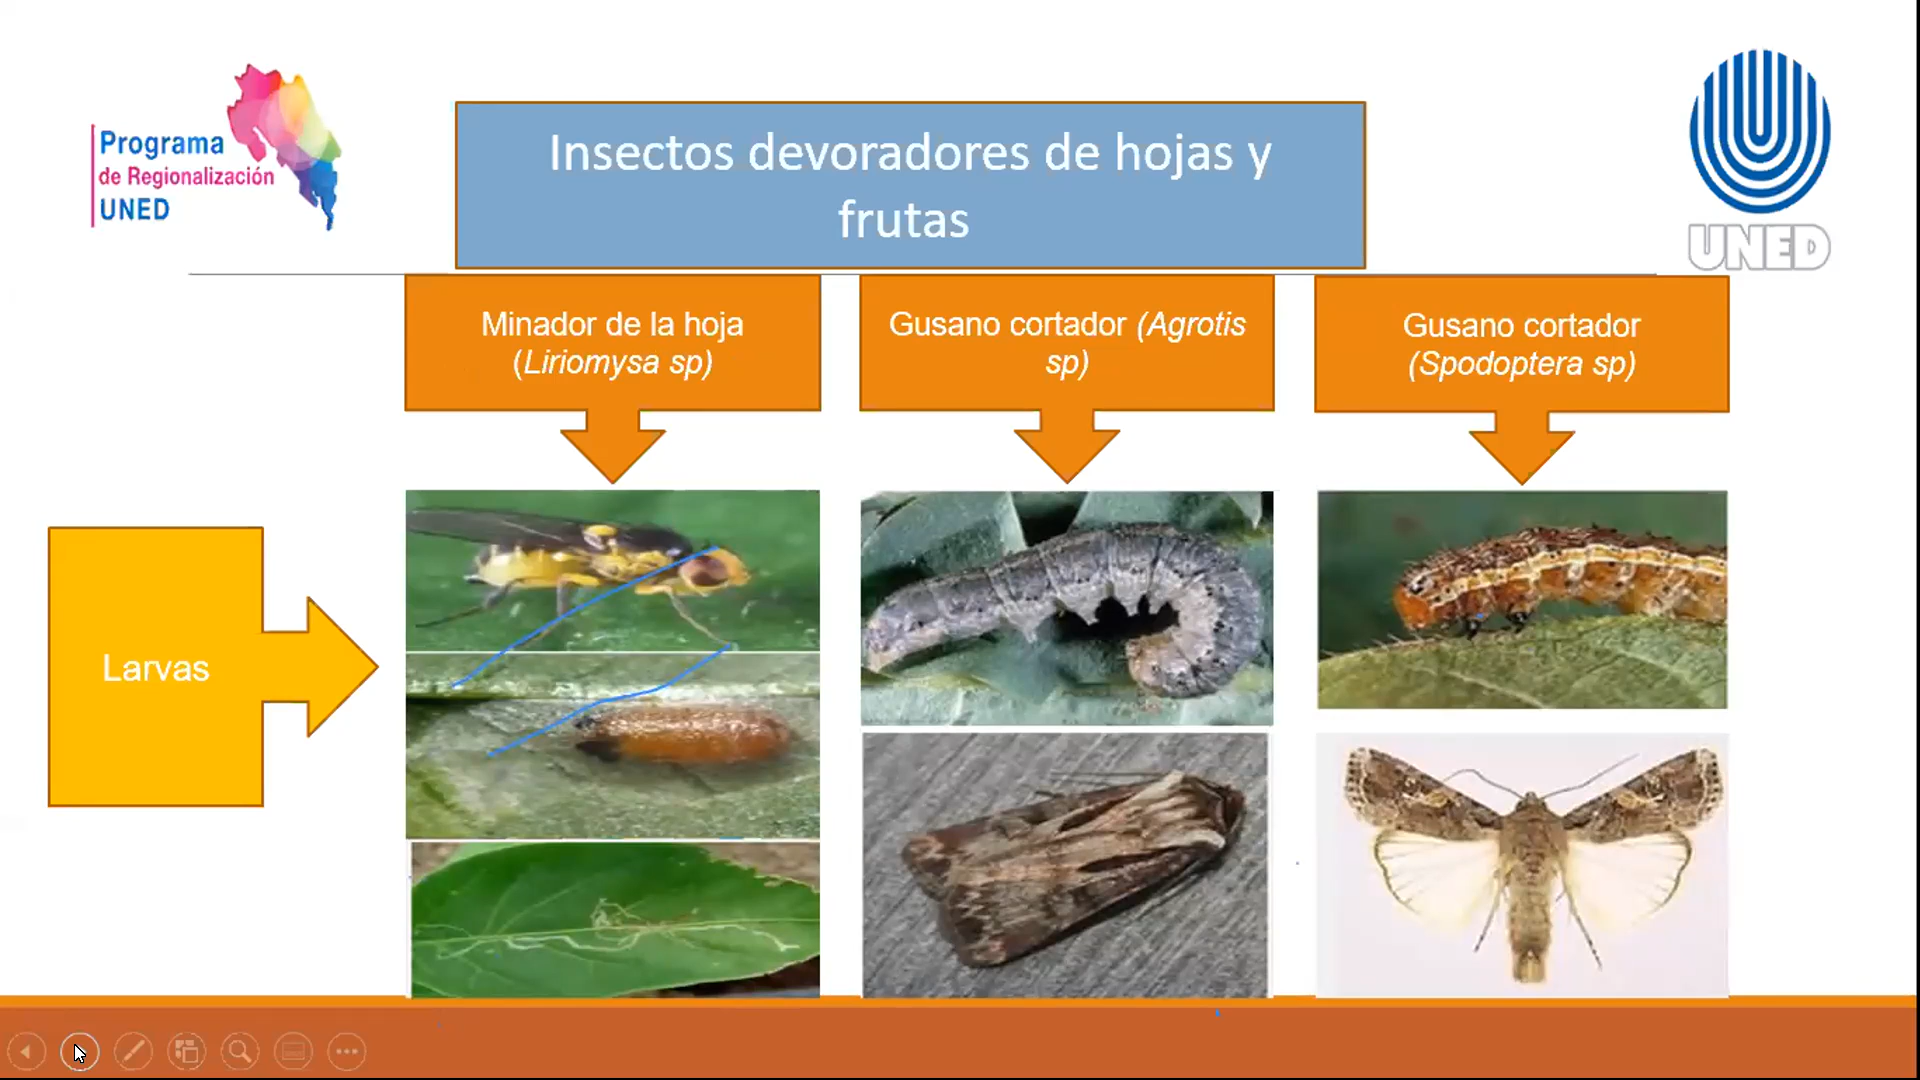 Programa
de Regionalización
UNED
Insectos devoradores de hojas y
frutas
UNED
Minador de la hoja
(Liriomysa sp)
Gusano cortador (Agrotis
sp)
Gusano cortador
(Spodoptera sp)
Larvas